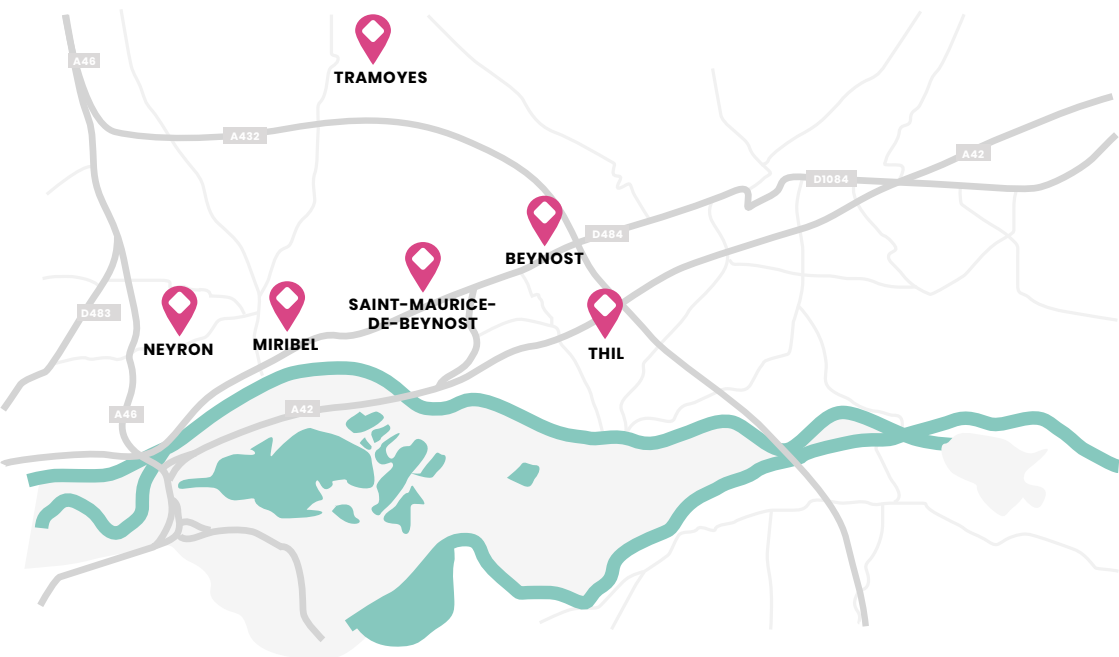 A46
TRAMOYES
A432
A42
D1084
D484
BEYNOST
SAINT-MAURICE-
DE-BEYNOST
D483
NEYRON
MIRIBEL
THIL
A46
A42